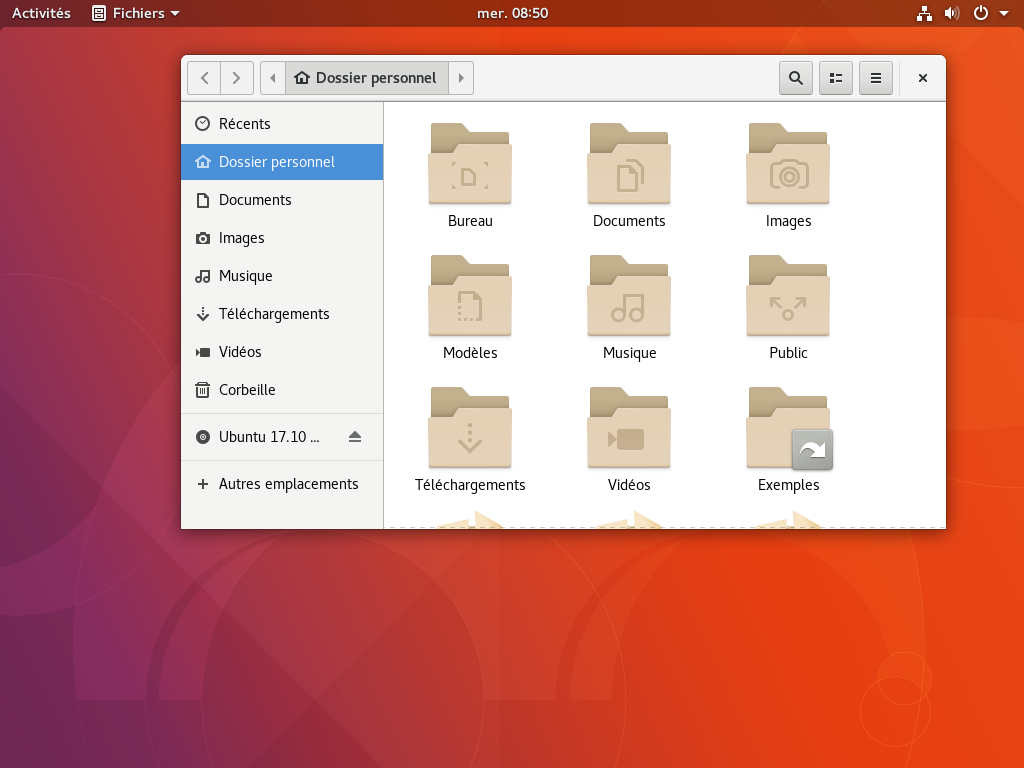 Activités Fichiers mer. 08:50
Dossier personnel
Récents
Dossier personnel
Documents
Images
Musique
Téléchargements
Vidéos
Corbeille
Ubuntu 17.10 ...
Autres emplacements
Bureau Documents Images
Modèles Musique Public
Téléchargements Vidéos Exemples